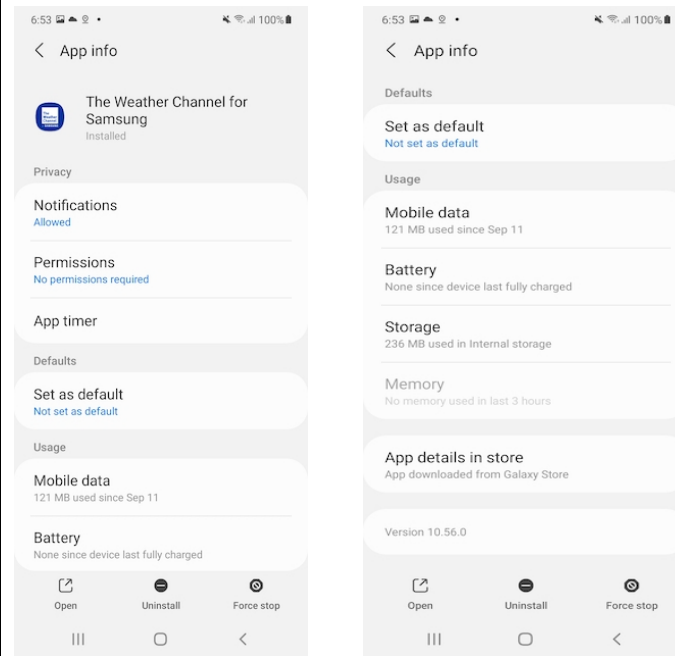 6:53
100%
App info
The Weather Channel for
Samsung
Installed
Privacy
Notifications
Allowed
Permissions
No permissions required
App timer
Defaults
Set as default
Not set as default
Usage
Mobile data
121 MB used since Sep 11
Battery
None since device last fully charged
Open
Uninstall
Force stop
6:53
100%
App info
Defaults
Set as default
Not set as default
Usage
Mobile data
121 MB used since Sep 11
Battery
None since device last fully charged
Storage
236 MB used in Internal storage
Memory
No memory used in last 3 hours
App details in store
App downloaded from Galaxy Store
Version 10.56.0
Open
Uninstall
Force stop